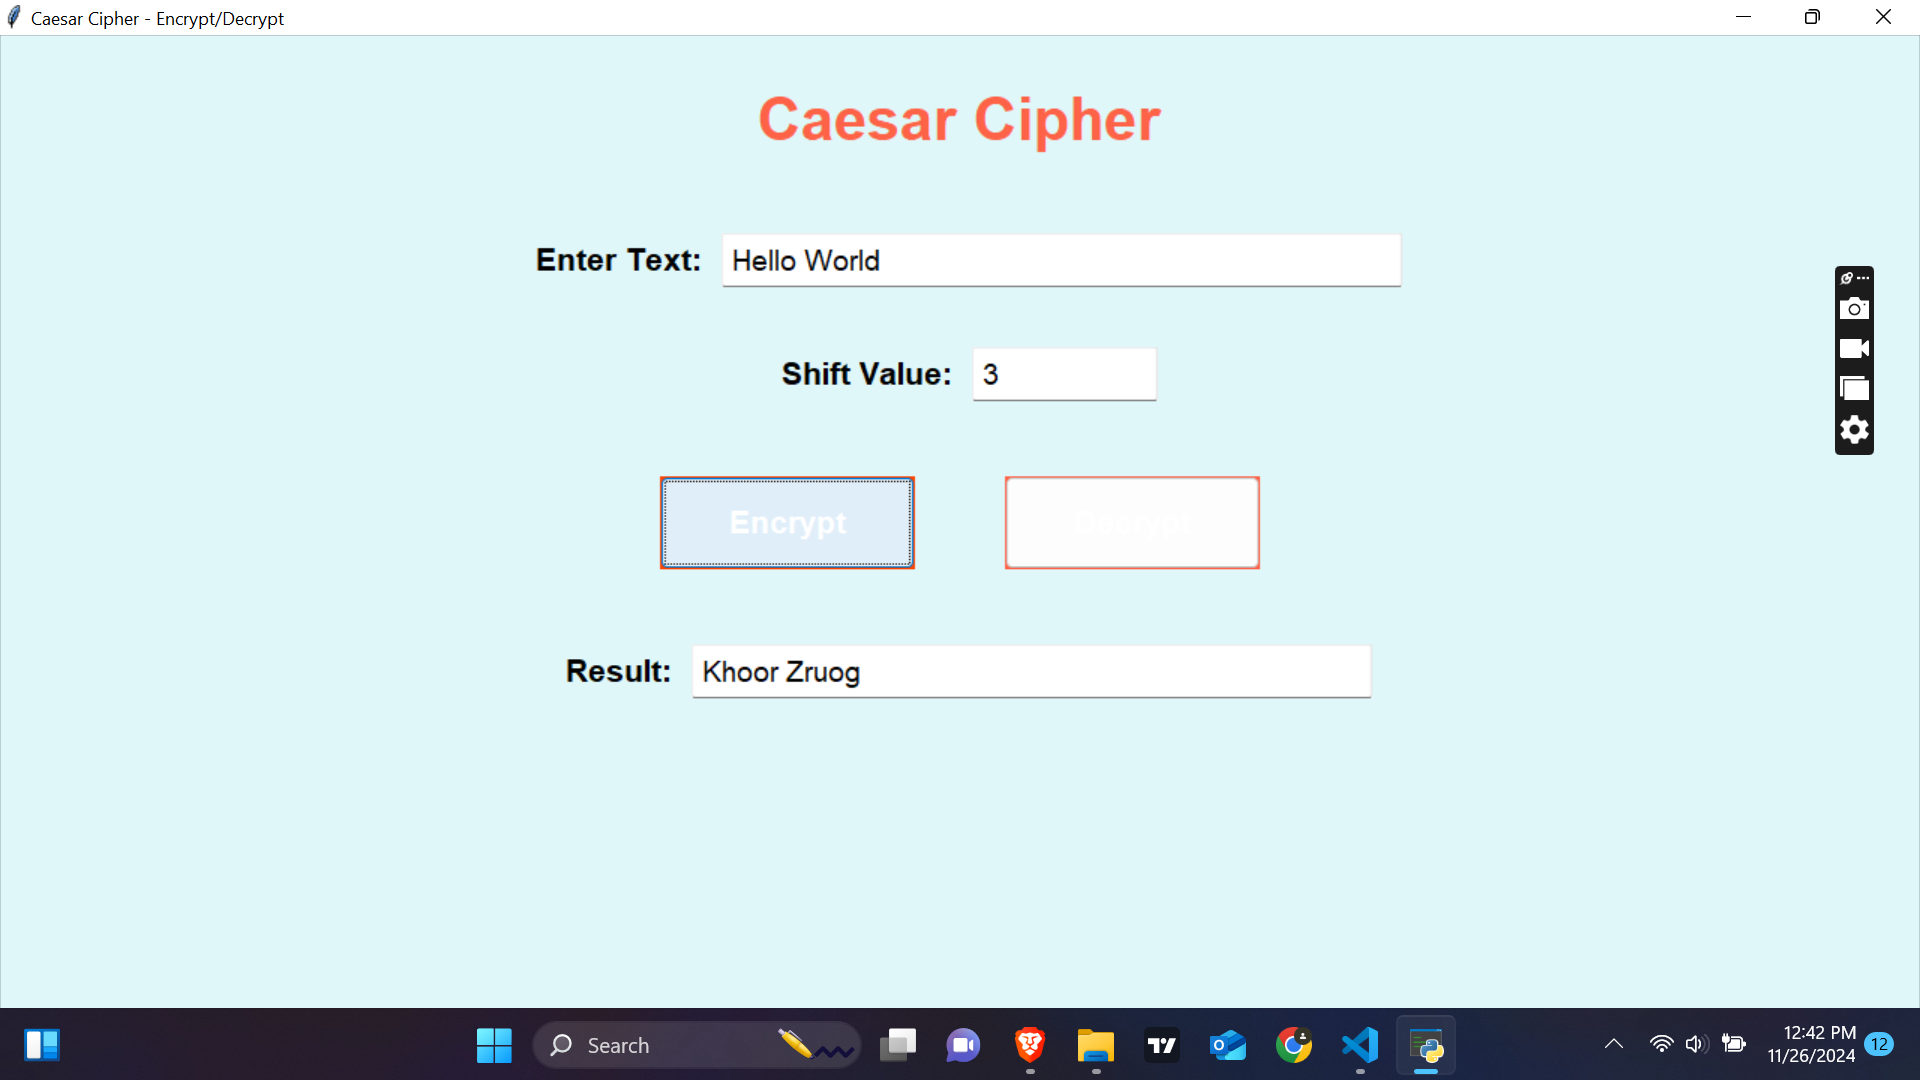 Caesar Cipher - Encrypt/Decrypt
Caesar Cipher
Enter Text: Hello World
Shift Value: 3
Encrypt Decrypt
Result: Khoor Zruog
Search
12:42 PM
11/26/2024 12